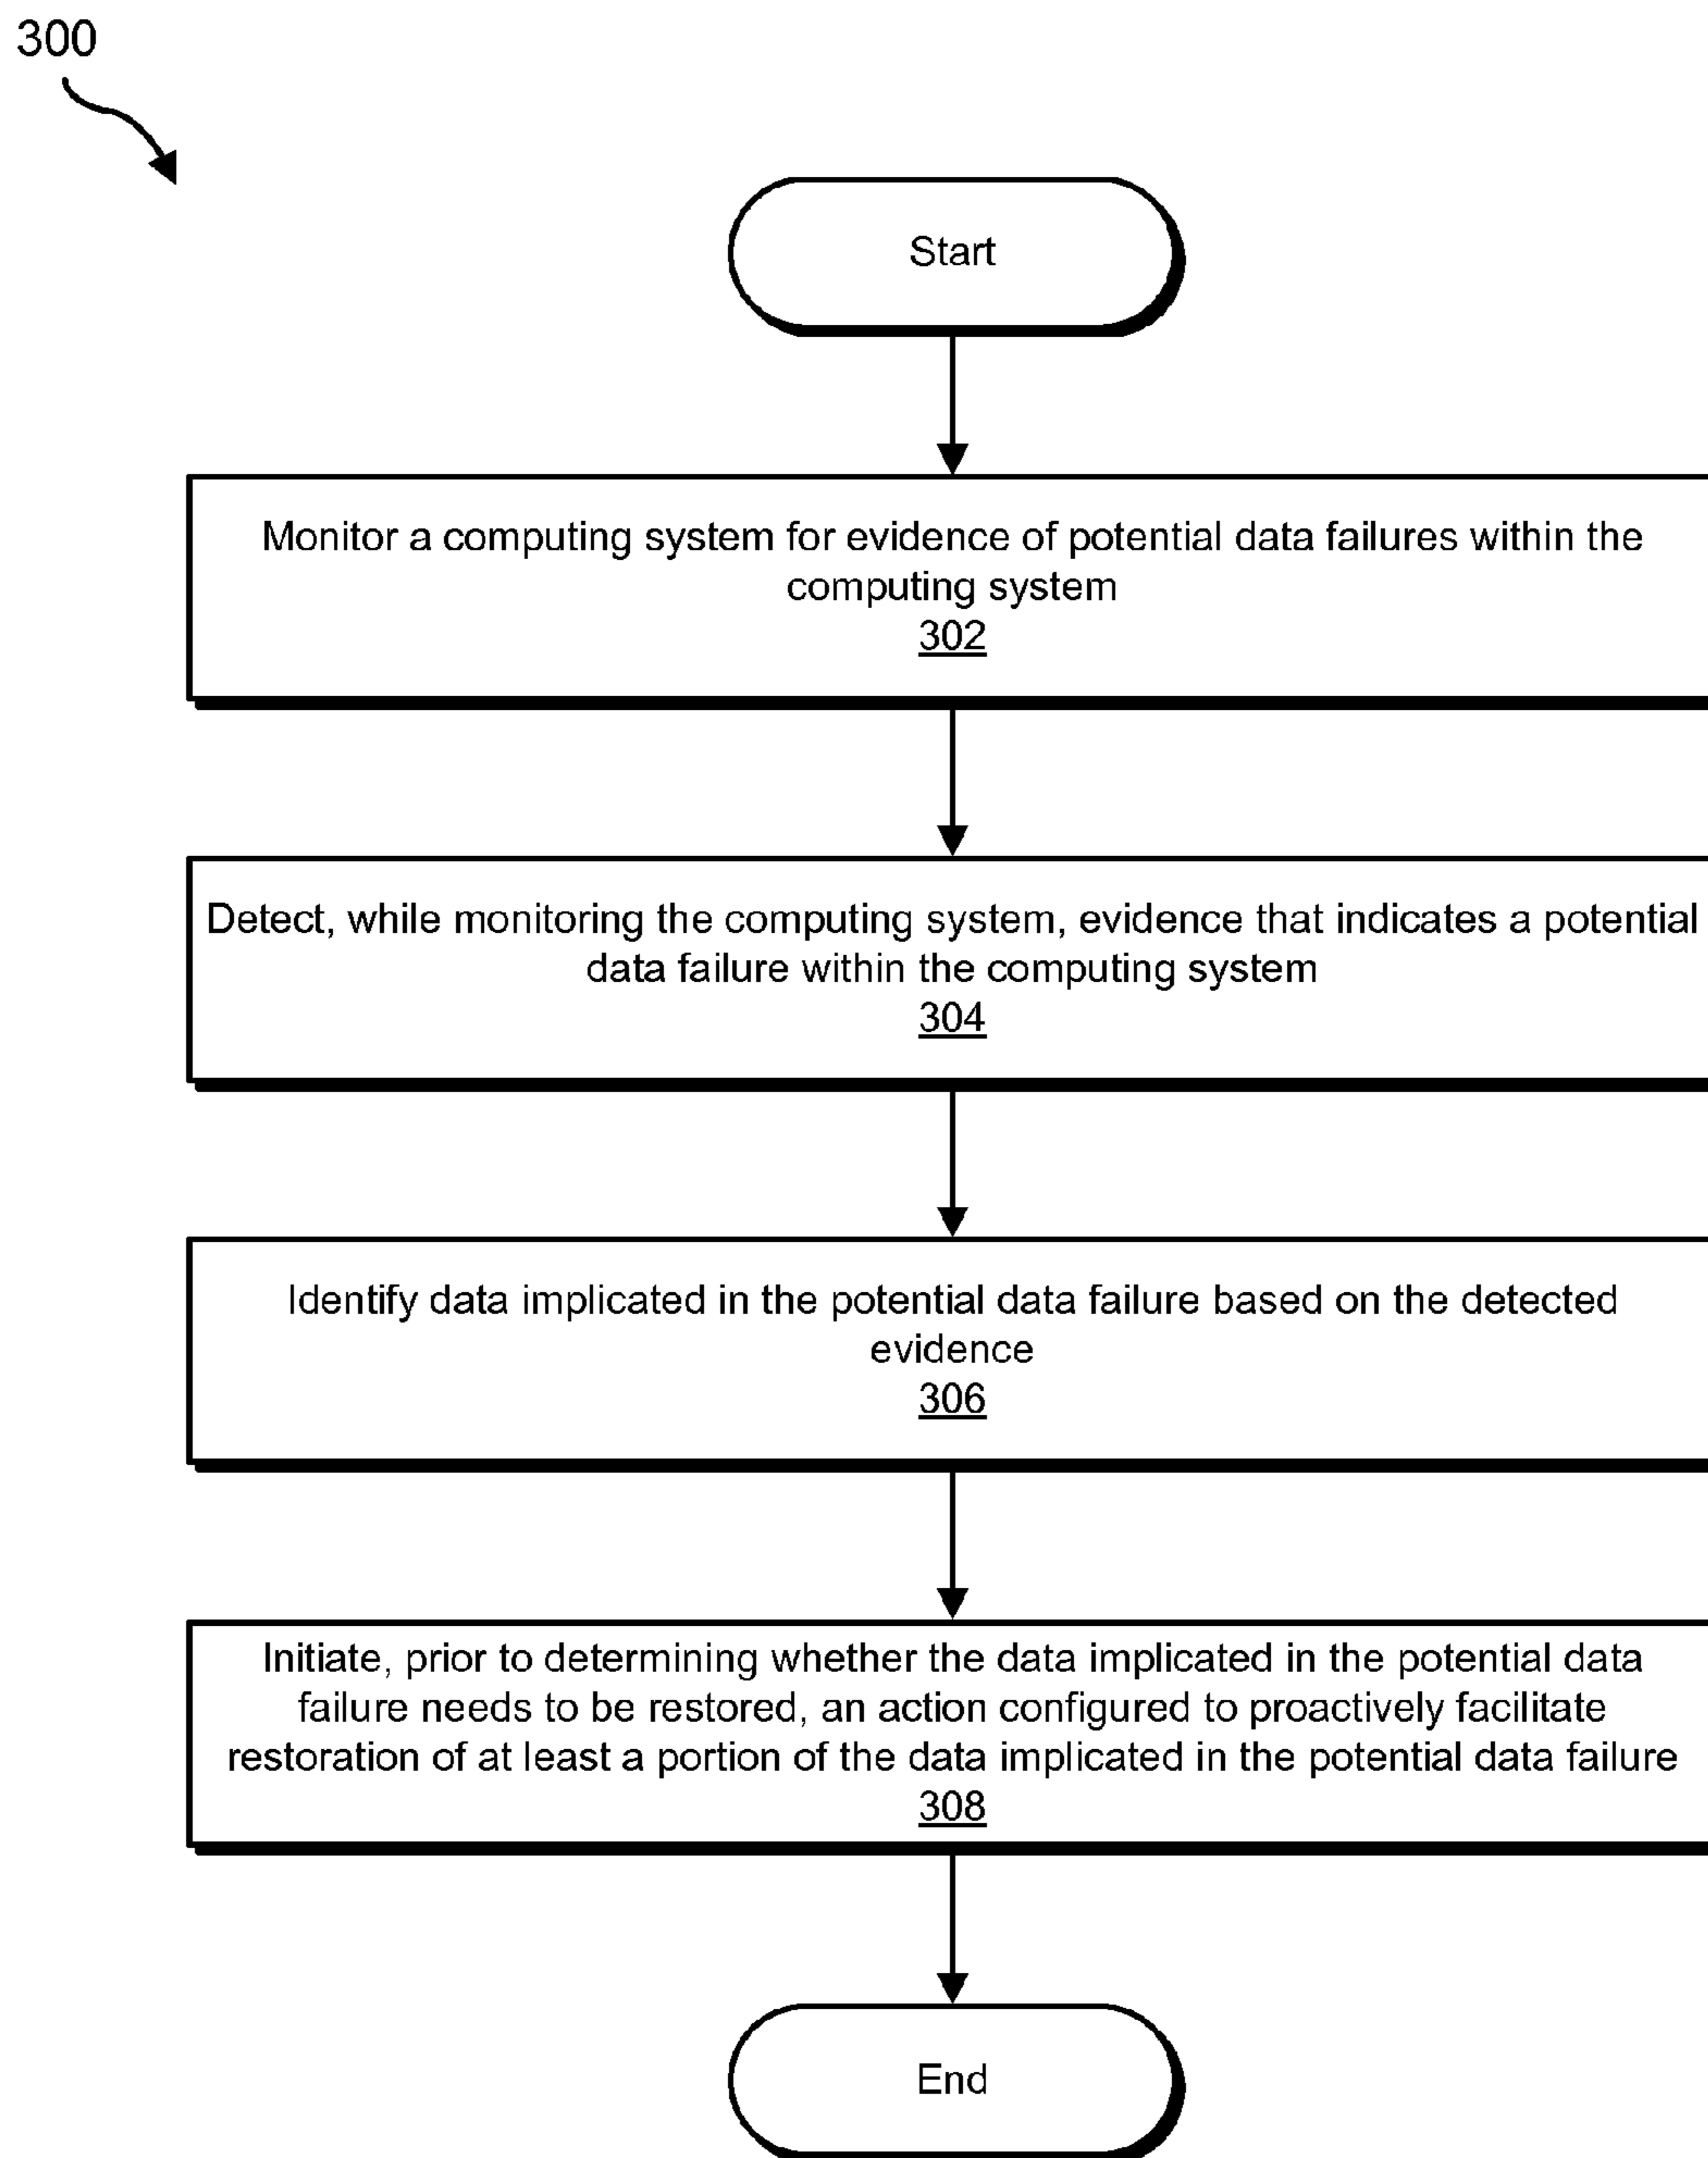 300
Start
Monitor a computing system for evidence of potential data failures within the
computing system
302
Detect, while monitoring the computing system, evidence that indicates a potential
data failure within the computing system
304
Identify data implicated in the potential data failure based on the detected
evidence
306
Initiate, prior to determining whether the data implicated in the potential data
failure needs to be restored, an action configured to proactively facilitate
restoration of at least a portion of the data implicated in the potential data failure
308
End